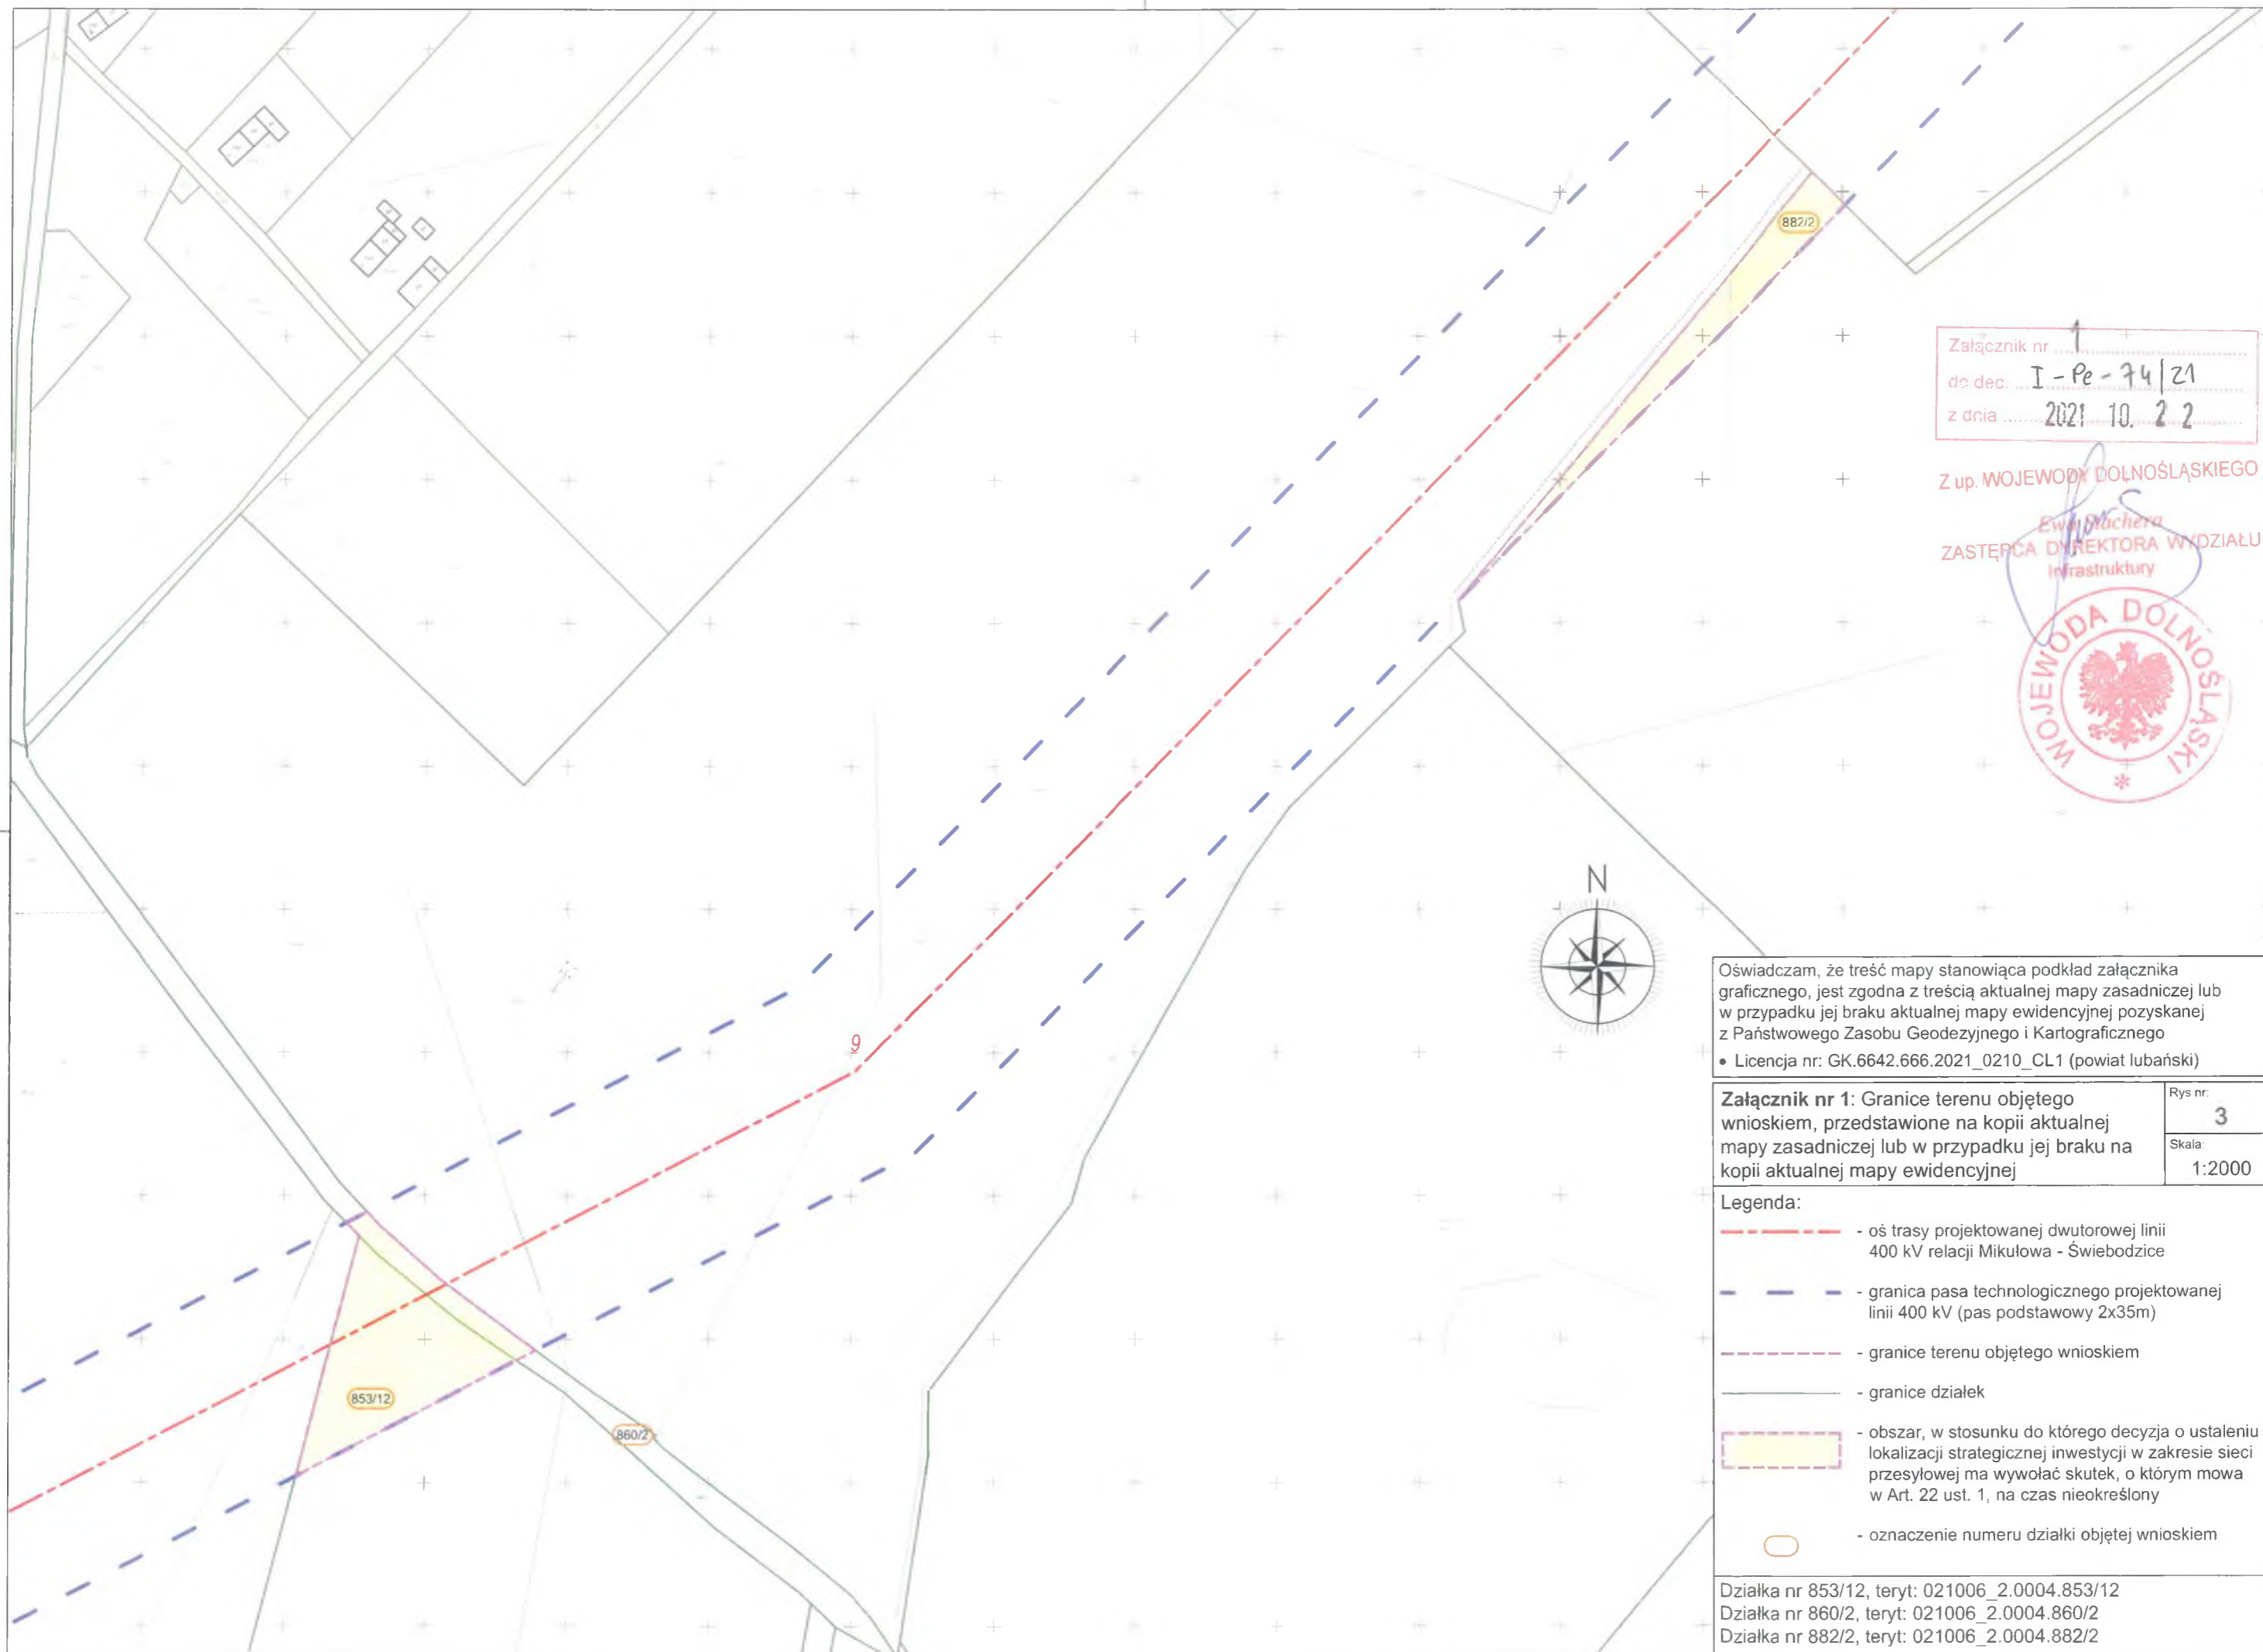 882/2
Załącznik nr 1
do dec. I-Pe-74/21
z dnia 2021 10. 22
Z up. WOJEWODY DOLNOŚLĄSKIEGO
Ewa
ZASTĘPCA DYREKTORA WYDZIAŁU
Infrastruktury
WOJEWODA DOLNOŚLĄSKI
*
N
9
853/12
860/2
Oświadczam, że treść mapy stanowiąca podkład załącznika
graficznego, jest zgodna z treścią aktualnej mapy zasadniczej lub
w przypadku jej braku aktualnej mapy ewidencyjnej pozyskanej
z Państwowego Zasobu Geodezyjnego i Kartograficznego
• Licencja nr: GK.6642.666.2021_0210_CL1 (powiat lubański)
Załącznik nr 1: Granice terenu objętego
wnioskiem, przedstawione na kopii aktualnej
mapy zasadniczej lub w przypadku jej braku na
kopii aktualnej mapy ewidencyjnej
Rys nr:
3
Skala:
1:2000
Legenda:
- oś trasy projektowanej dwutorowej linii
400 kV relacji Mikułowa - Świebodzice
- granica pasa technologicznego projektowanej
linii 400 kV (pas podstawowy 2x35m)
- granice terenu objętego wnioskiem
- granice działek
- obszar, w stosunku do którego decyzja o ustaleniu
lokalizacji strategicznej inwestycji w zakresie sieci
przesyłowej ma wywołać skutek, o którym mowa
w Art. 22 ust. 1, na czas nieokreślony
- oznaczenie numeru działki objętej wnioskiem
Działka nr 853/12, teryt: 021006_2.0004.853/12
Działka nr 860/2, teryt: 021006_2.0004.860/2
Działka nr 882/2, teryt: 021006_2.0004.882/2